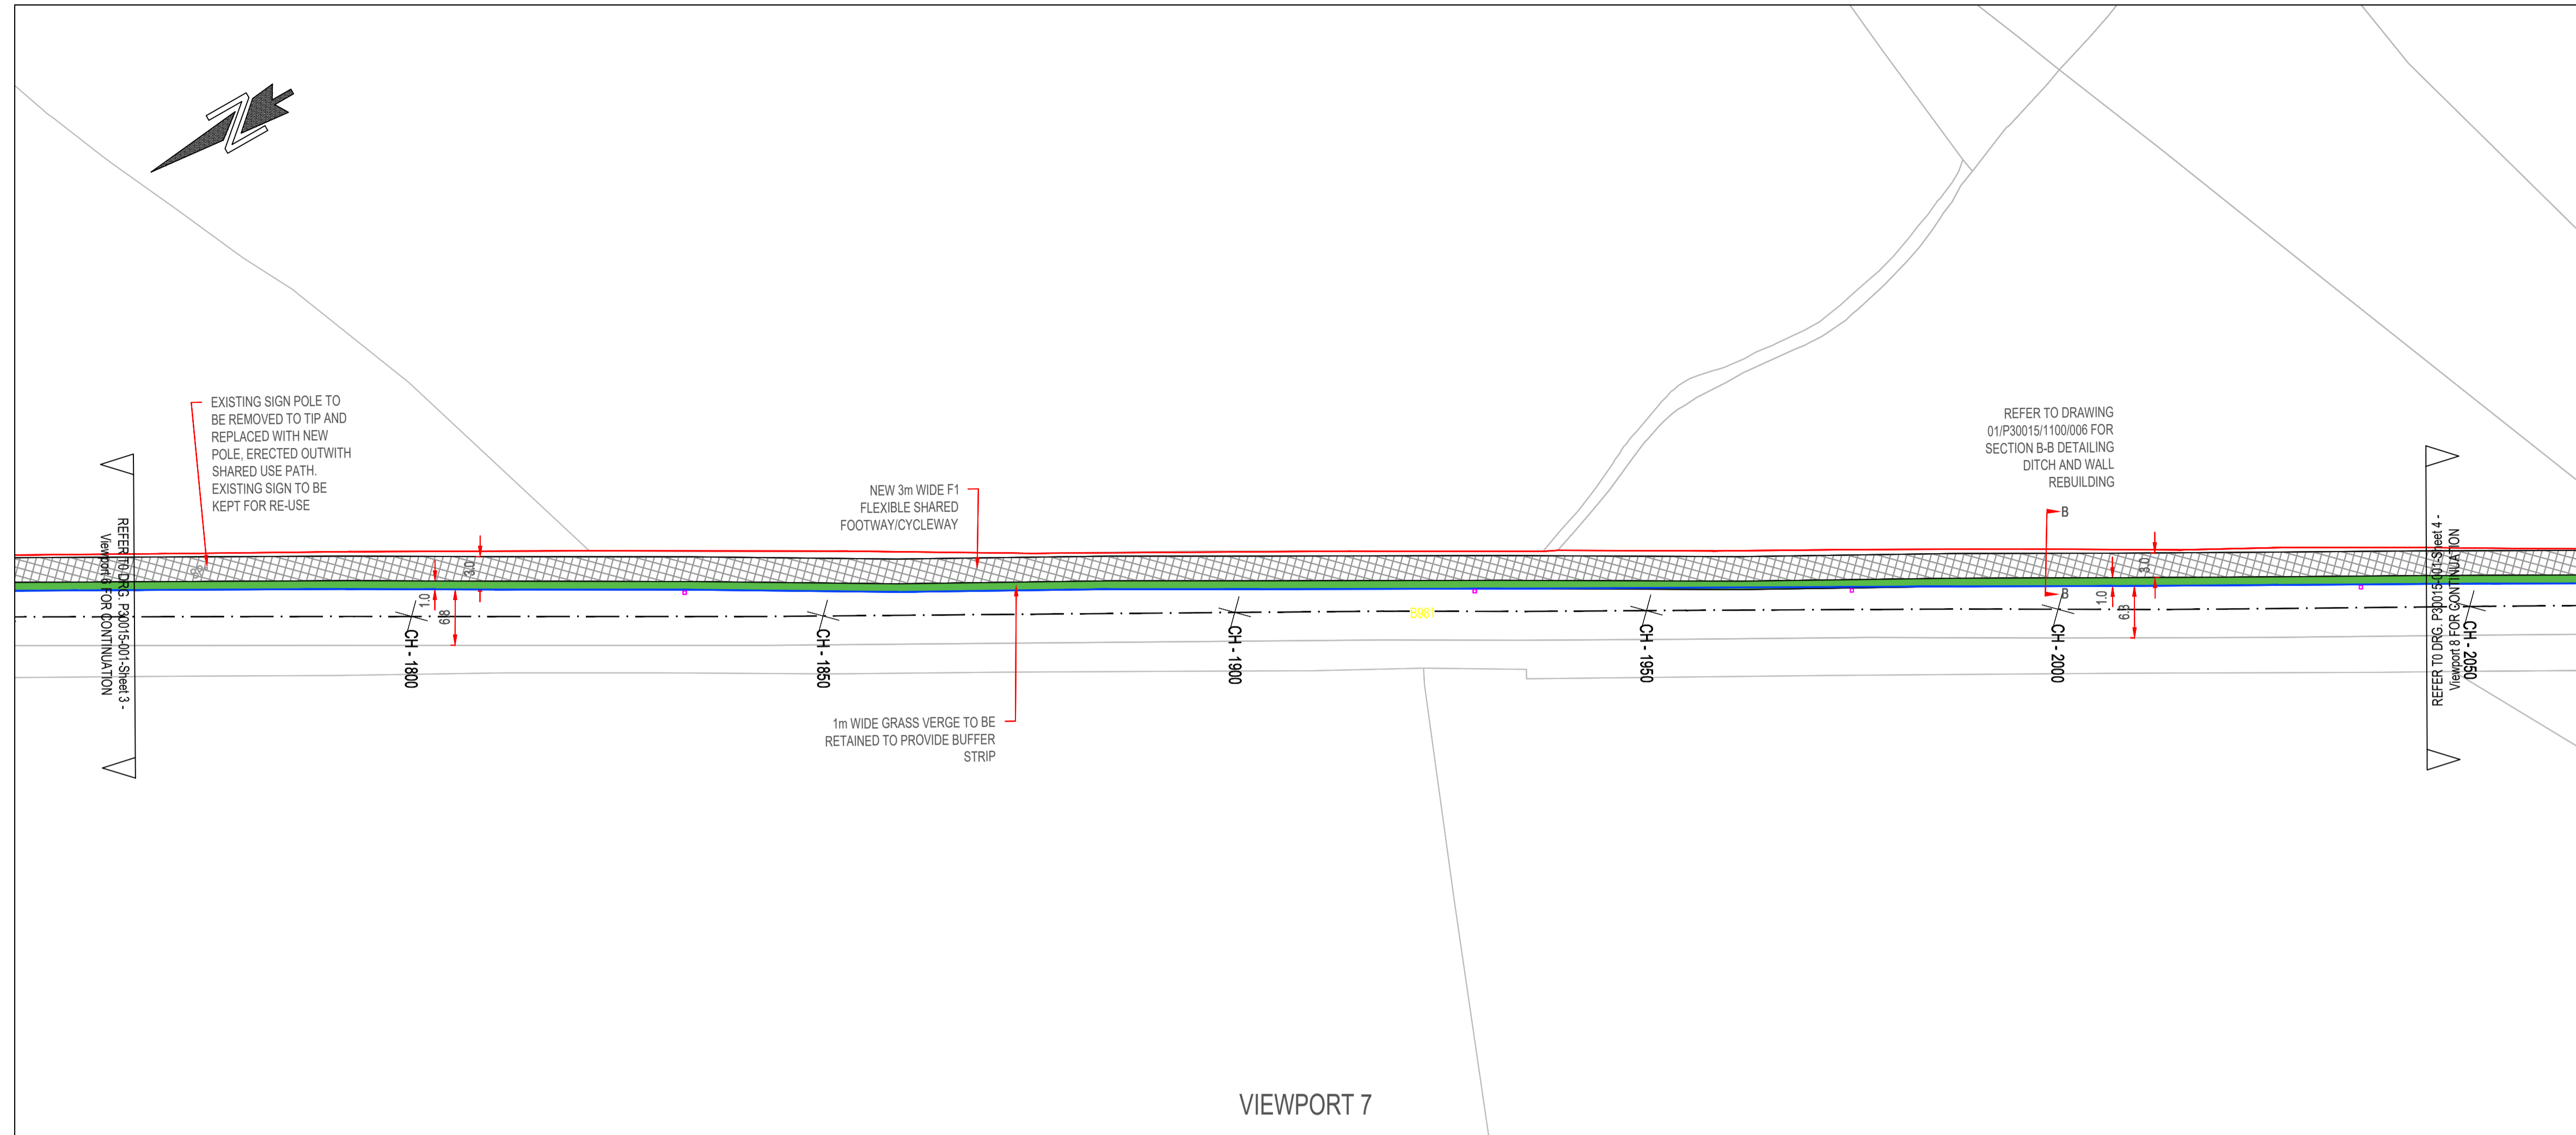 N
EXISTING SIGN POLE TO
BE REMOVED TO TIP AND
REPLACED WITH NEW
POLE, ERECTED OUTWITH
SHARED USE PATH.
EXISTING SIGN TO BE
KEPT FOR RE-USE
NEW 3m WIDE F1
FLEXIBLE SHARED
FOOTWAY/CYCLEWAY
REFER TO DRAWING
01/P30015/1100/006 FOR
SECTION B-B DETAILING
DITCH AND WALL
REBUILDING
B
B
REFER TO DRG. P30015-001-Sheet 3 -
Viewport 6 FOR CONTINUATION
3.0
1.0
6.8
CH - 1800
CH - 1850
CH - 1900
CH - 1950
CH - 2000
CH - 2050
3.0
1.0
REFER TO DRG. P30015-001-Sheet 4 -
Viewport 8 FOR CONTINUATION
1m WIDE GRASS VERGE TO BE
RETAINED TO PROVIDE BUFFER
STRIP
VIEWPORT 7